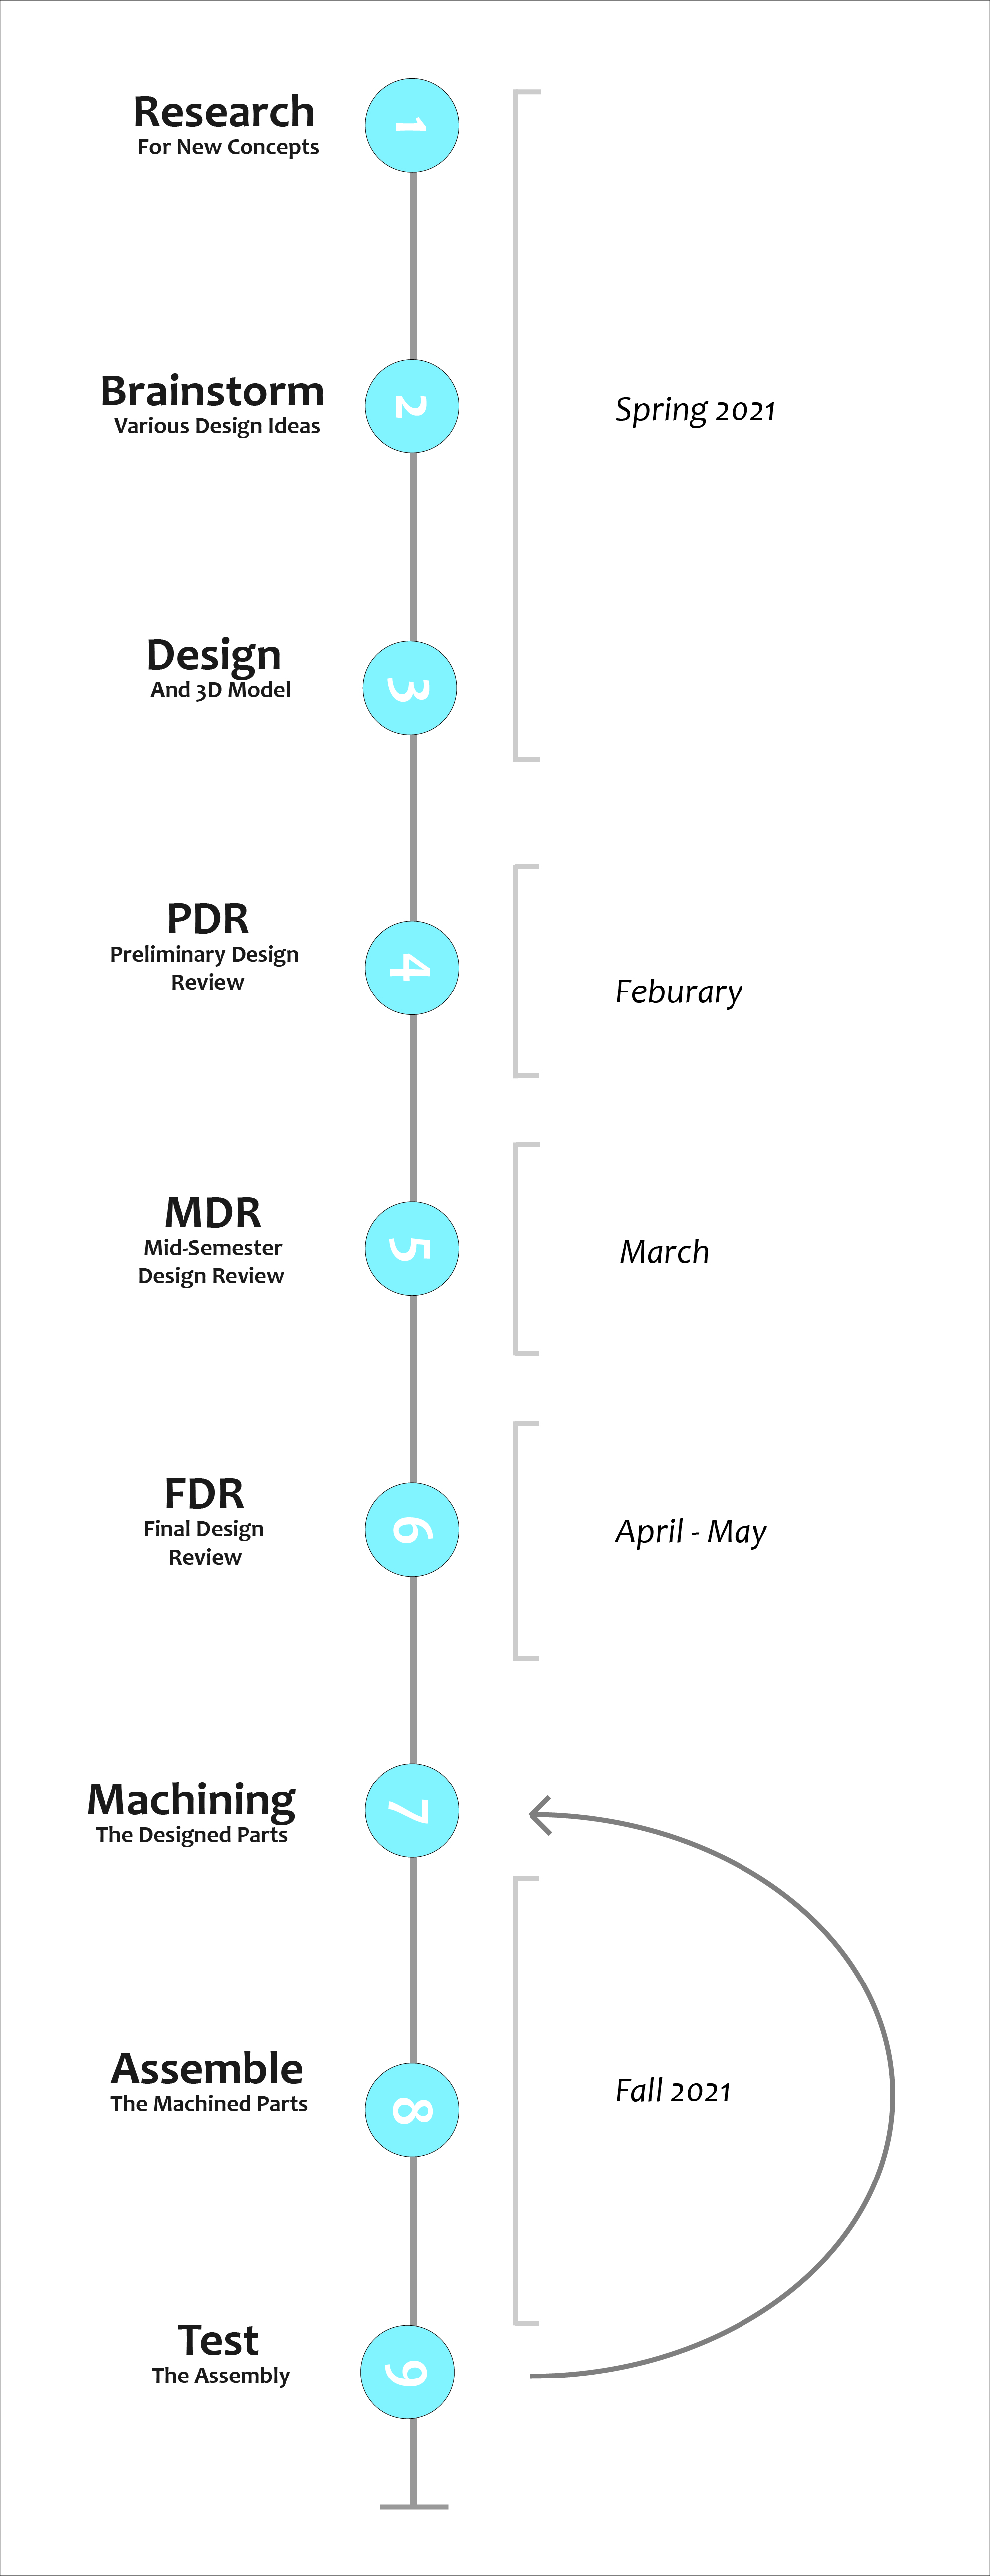 Research
For New Concepts
1
Brainstorm
Various Design Ideas
2
Spring 2021
Design
And 3D Model
3
PDR
Preliminary Design
Review
4
Feburary
MDR
Mid-Semester
Design Review
5
March
FDR
Final Design
Review
6
April - May
Machining
The Designed Parts
7
Assemble
The Machined Parts
8
Fall 2021
Test
The Assembly
9